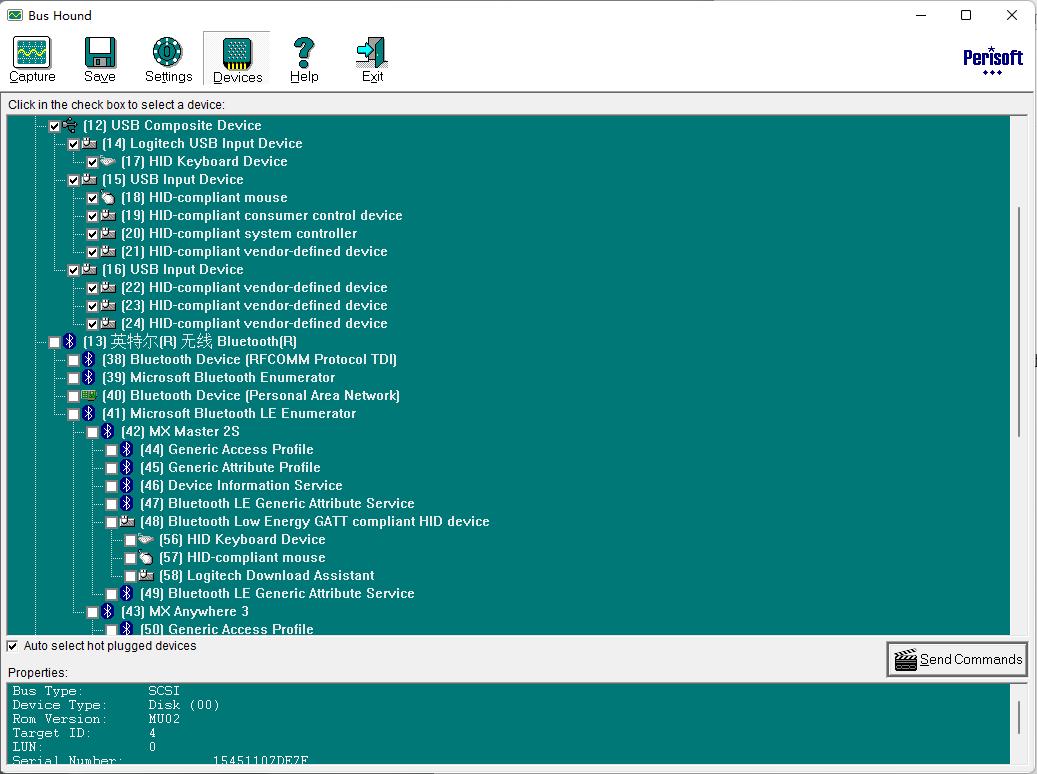 Bus Hound
Capture
Save
Settings
Devices
Help
Exit
Perisoft
Click in the check box to select a device:
(12) USB Composite Device
(14) Logitech USB Input Device
(17) HID Keyboard Device
(15) USB Input Device
(18) HID-compliant mouse
(19) HID-compliant consumer control device
(20) HID-compliant system controller
(21) HID-compliant vendor-defined device
(16) USB Input Device
(22) HID-compliant vendor-defined device
(23) HID-compliant vendor-defined device
(24) HID-compliant vendor-defined device
(13) 英特尔(R) 无线 Bluetooth(R)
(38) Bluetooth Device (RFCOMM Protocol TDI)
(39) Microsoft Bluetooth Enumerator
(40) Bluetooth Device (Personal Area Network)
(41) Microsoft Bluetooth LE Enumerator
(42) MX Master 2S
(44) Generic Access Profile
(45) Generic Attribute Profile
(46) Device Information Service
(47) Bluetooth LE Generic Attribute Service
(48) Bluetooth Low Energy GATT compliant HID device
(56) HID Keyboard Device
(57) HID-compliant mouse
(58) Logitech Download Assistant
(49) Bluetooth LE Generic Attribute Service
(43) MX Anywhere 3
(50) Generic Access Profile
Auto select hot plugged devices
Send Commands
Properties:
Bus Type: SCSI
Device Type: Disk (00)
Rom Version: MU02
Target ID: 4
LUN: 0
Serial Number: